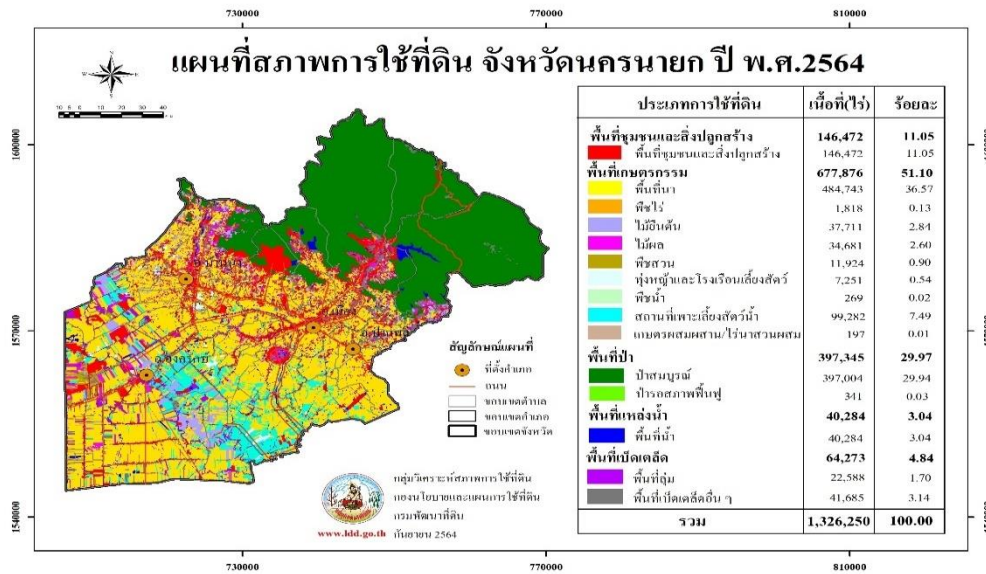 730000 770000 810000
แผนที่สภาพการใช้ที่ดิน จังหวัดนครนายก ปี พ.ศ.2564
ประเภทการใช้ที่ดิน เนื้อที่(ไร่) ร้อยละ
พื้นที่ชุมชนและสิ่งปลูกสร้าง 146,472 11.05
พื้นที่ชุมชนและสิ่งปลูกสร้าง 146,472 11.05
พื้นที่เกษตรกรรม 677,876 51.10
พื้นที่นา 484,743 36.57
พืชไร่ 1,818 0.13
ไม้ยืนต้น 37,711 2.84
ไม้ผล 34,681 2.60
พืชสวน 11,924 0.90
ทุ่งหญ้าและโรงเรือนเลี้ยงสัตว์ 7,251 0.54
พืชน้ำ 269 0.02
สถานที่เพาะเลี้ยงสัตว์น้ำ 99,282 7.49
เกษตรผสมผสาน/ไร่นาสวนผสม 197 0.01
พื้นที่ป่า 397,345 29.97
ป่าสมบูรณ์ 397,004 29.94
ป่ารอสภาพฟื้นฟู 341 0.03
พื้นที่แหล่งน้ำ 40,284 3.04
พื้นที่น้ำ 40,284 3.04
พื้นที่เบ็ดเตล็ด 64,273 4.84
พื้นที่ลุ่ม 22,588 1.70
พื้นที่เบ็ดเตล็ดอื่น ๆ 41,685 3.14
รวม 1,326,250 100.00
1600000
1570000
1540000
อ.บ้านนา
อ.เมือง
อ.ปากพลี
อ.องครักษ์
สัญลักษณ์แผนที่
ที่ตั้งอำเภอ
ถนน
ขอบเขตตำบล
ขอบเขตอำเภอ
ขอบเขตจังหวัด
กลุ่มวิเคราะห์สภาพการใช้ที่ดิน
กองนโยบายและแผนการใช้ที่ดิน
กรมพัฒนาที่ดิน
www.ldd.go.th กันยายน 2564
730000 770000 810000